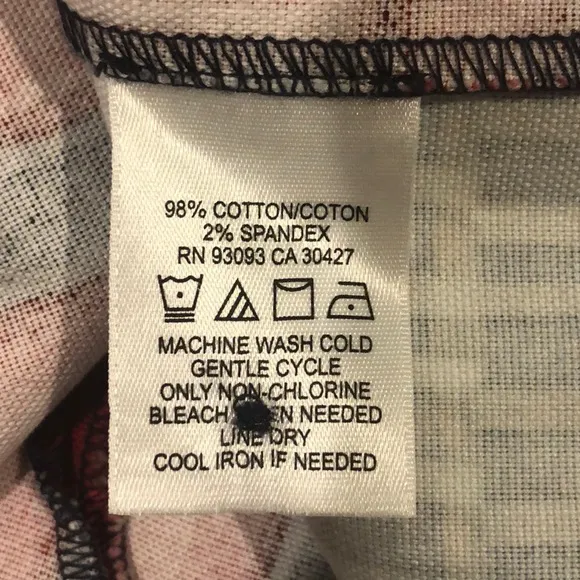 98% COTTON/COTON
2% SPANDEX
RN 93093 CA 30427
MACHINE WASH COLD
GENTLE CYCLE
ONLY NON-CHLORINE
BLEACH NEEDED
LINE DRY
COOL IRON IF NEEDED